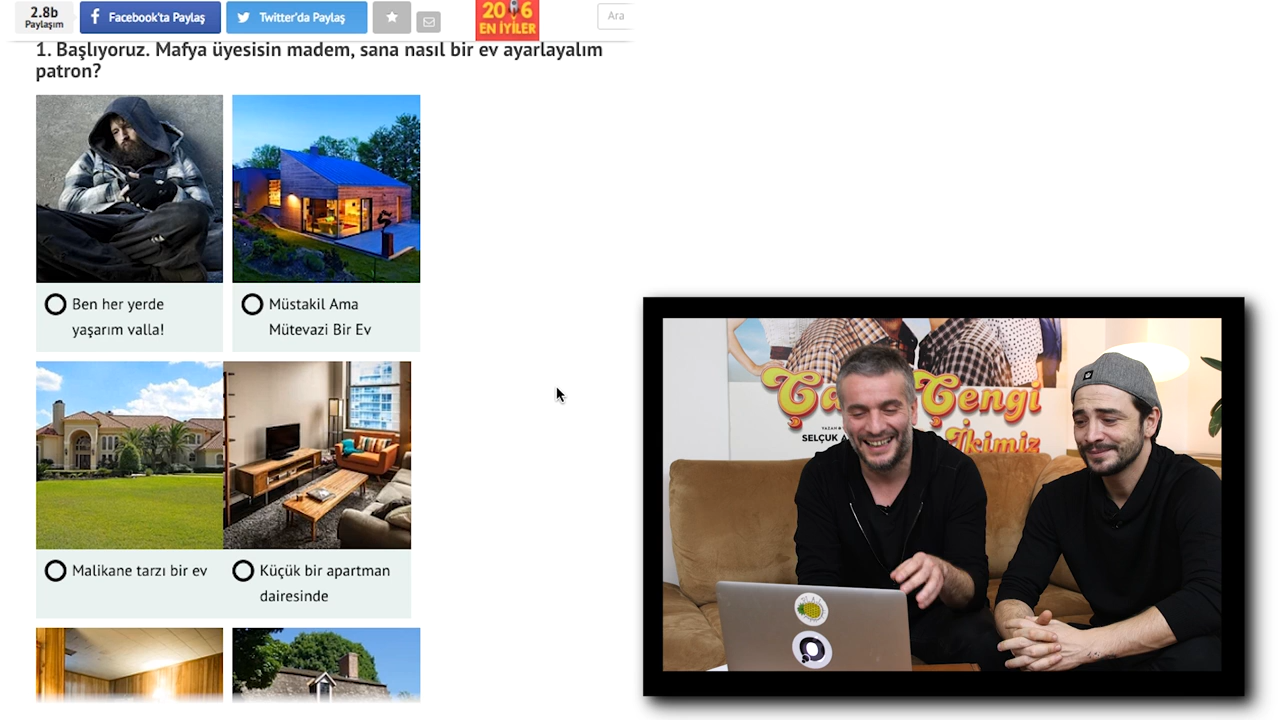 2.8b
Paylaşım
Facebook'ta Paylaş
Twitter'da Paylaş
2016
EN İYİLER
Ara
1. Başlıyoruz. Mafya üyesisin madem, sana nasıl bir ev ayarlayalım
patron?
Ben her yerde
yaşarım valla!
Müstakil Ama
Mütevazi Bir Ev
Malikane tarzı bir ev
Küçük bir apartman
dairesinde
Çengi
SELÇUK
İkimiz